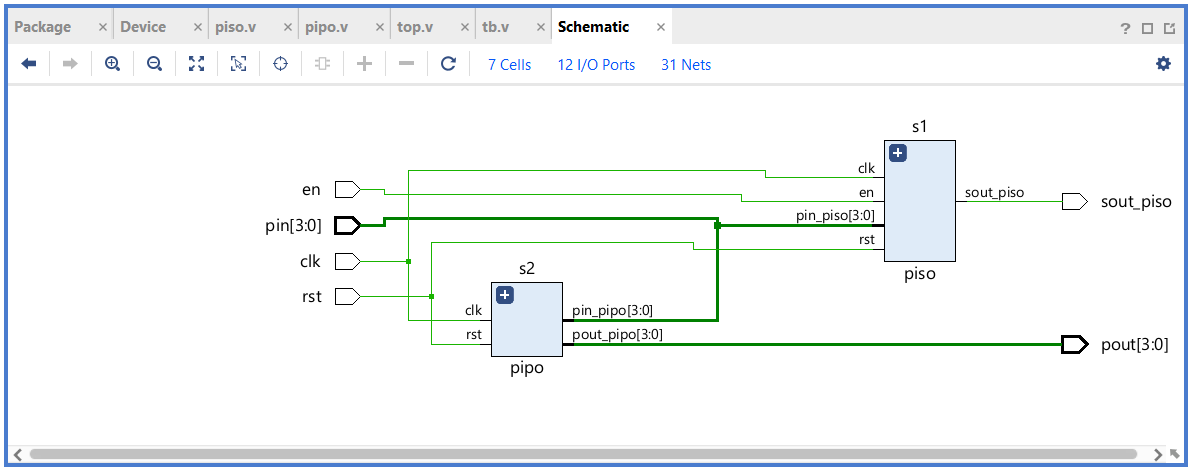 Package × Device × piso.v × pipo.v × top.v × tb.v × Schematic × ?
7 Cells 12 I/O Ports 31 Nets
s1
clk
en
en
sout_piso
sout_piso
pin[3:0]
pin_piso[3:0]
rst
clk
piso
s2
rst
clk
pin_pipo[3:0]
rst
pout_pipo[3:0]
pout[3:0]
pipo